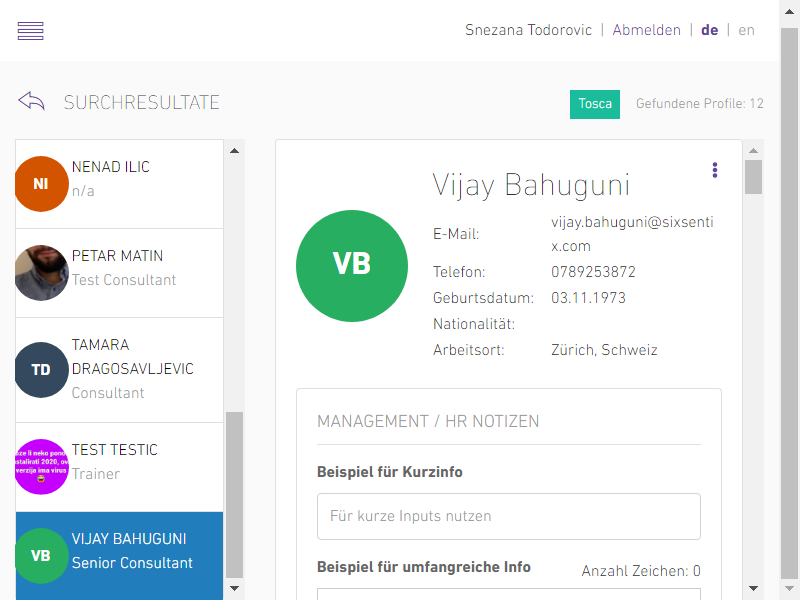 Snezana Todorovic | Abmelden | de | en
SURCHRESULTATE
Tosca
Gefundene Profile: 12
NI
NENAD ILIC
n/a
PETAR MATIN
Test Consultant
TD
TAMARA
DRAGOSAVLJEVIC
Consultant
TEST TESTIC
Trainer
VB
VIJAY BAHUGUNI
Senior Consultant
VB
Vijay Bahuguni
E-Mail:
vijay.bahuguni@sixsenti
x.com
Telefon: 0789253872
Geburtsdatum: 03.11.1973
Nationalität:
Arbeitsort: Zürich, Schweiz
MANAGEMENT / HR NOTIZEN
Beispiel für Kurzinfo
Für kurze Inputs nutzen
Beispiel für umfangreiche Info
Anzahl Zeichen: 0